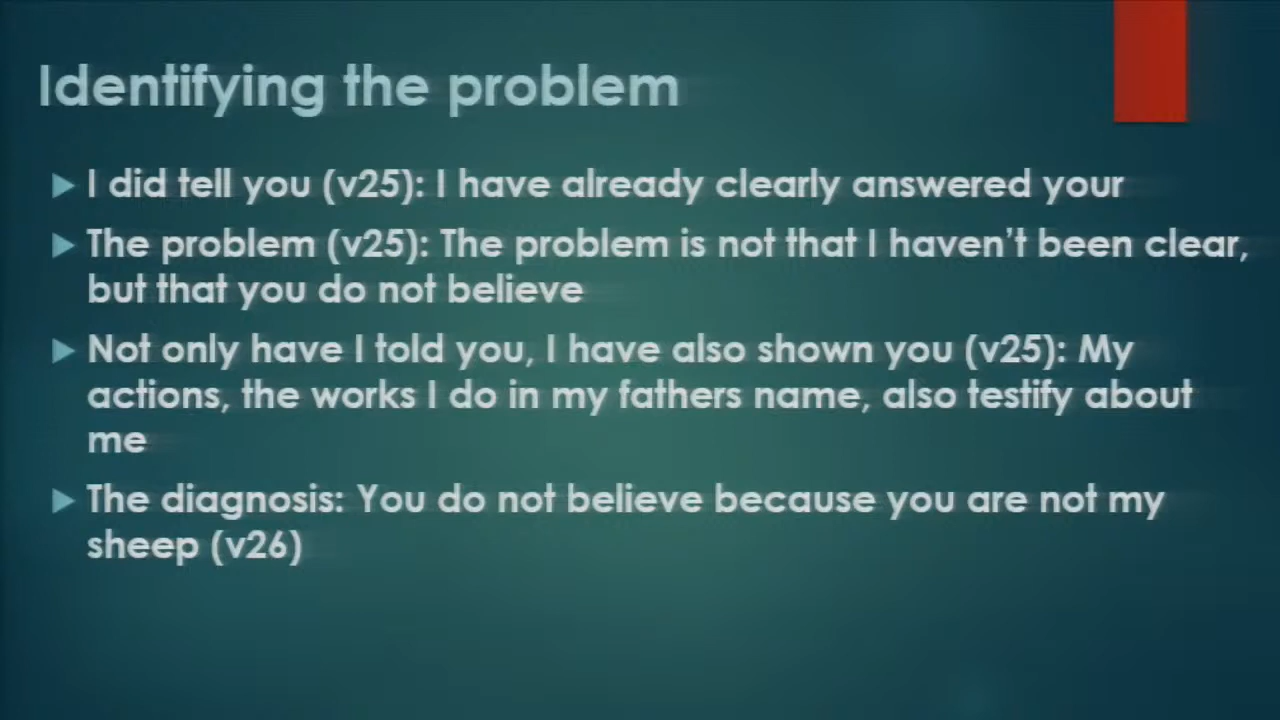 Identifying the problem
I did tell you (v25): I have already clearly answered your
The problem (v25): The problem is not that I haven't been clear,
but that you do not believe
Not only have I told you, I have also shown you (v25): My
actions, the works I do in my fathers name, also testify about
me
The diagnosis: You do not believe because you are not my
sheep (v26)